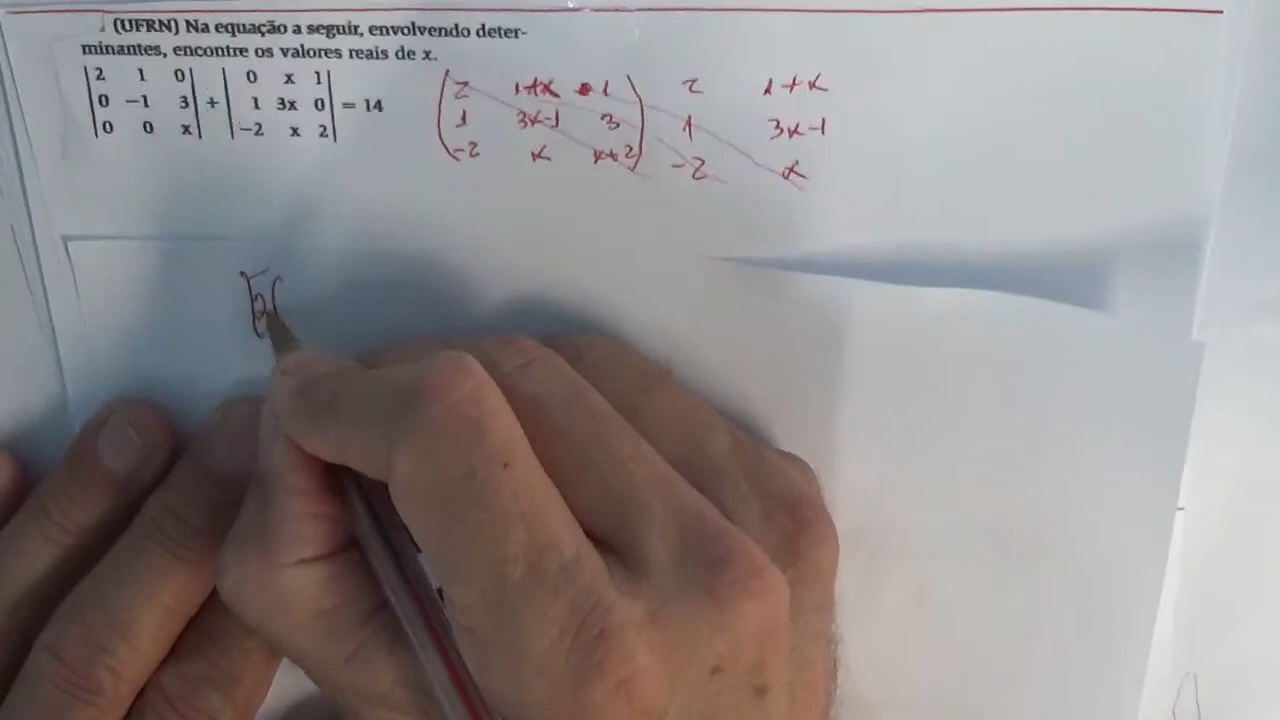 (UFRN) Na equação a seguir, envolvendo deter-
minantes, encontre os valores reais de x.
|2 1 0| |0 x 1|
|0 −1 3| + |1 3x 0| = 14
|0 0 x| |−2 x 2|
(2 1+x 1) 2 1+x
(1 3x-1 3) 1 3x-1
(-2 x x+2) -2 x
[2(